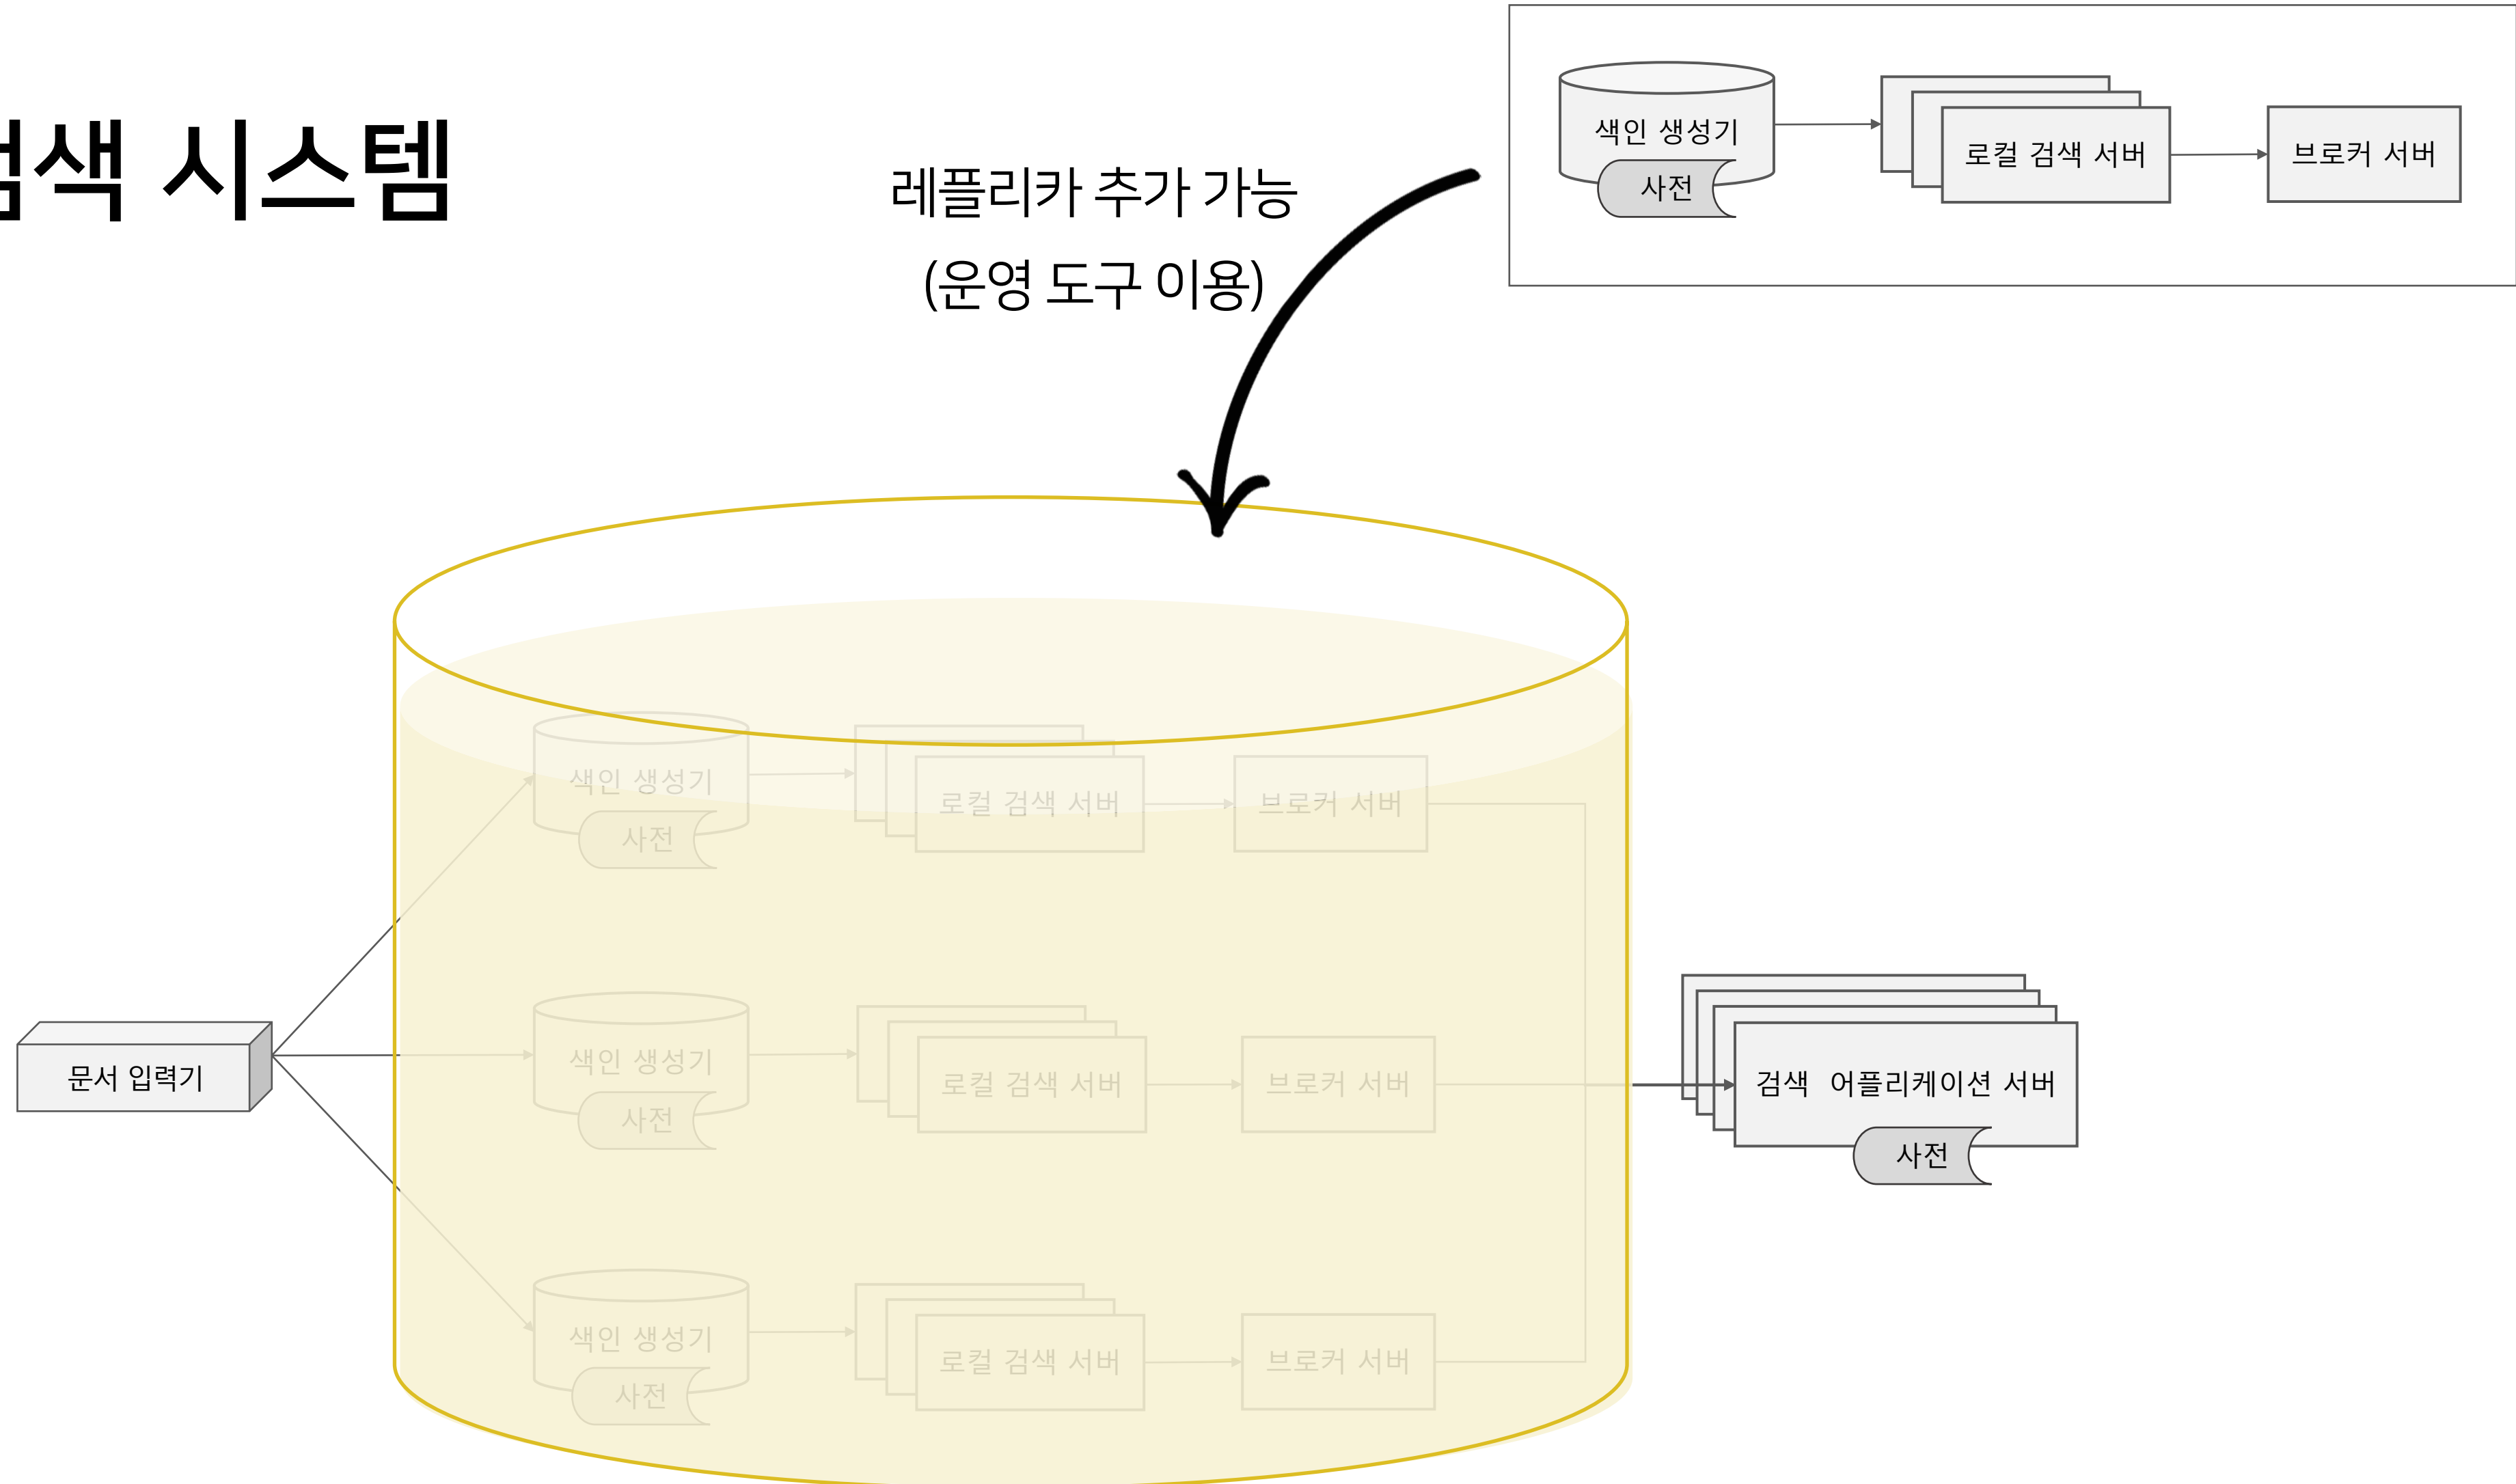 검색 시스템
레플리카 추가 가능
(운영 도구 이용)
색인 생성기
사전
로컬 검색 서버
브로커 서버
색인 생성기
사전
로컬 검색 서버
브로커 서버
문서 입력기
색인 생성기
사전
로컬 검색 서버
브로커 서버
검색 어플리케이션 서버
사전
색인 생성기
사전
로컬 검색 서버
브로커 서버